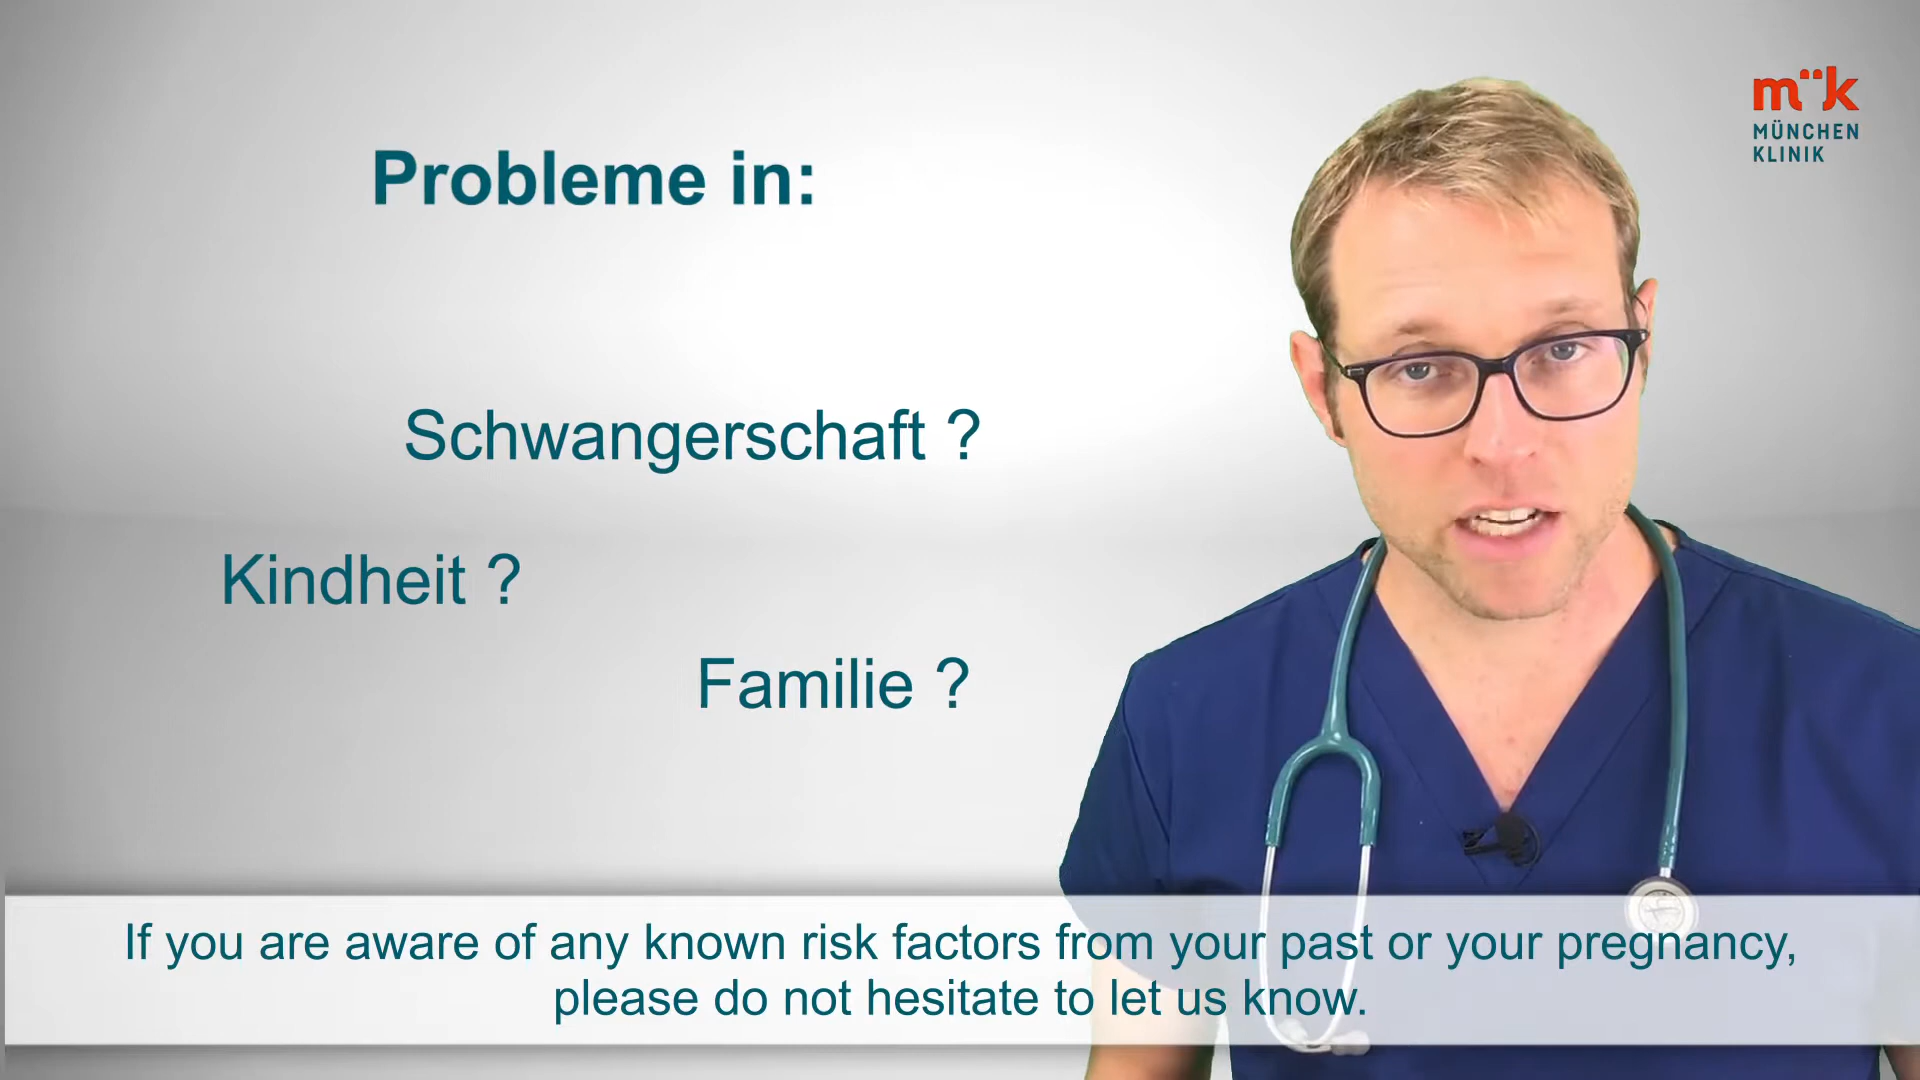 mük
MÜNCHEN
KLINIK
Probleme in:
Schwangerschaft ?
Kindheit ?
Familie ?
If you are aware of any known risk factors from your past or your pregnancy,
please do not hesitate to let us know.